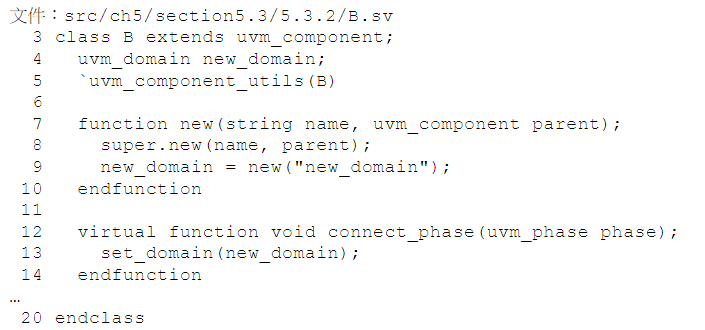 文件：src/ch5/section5.3/5.3.2/B.sv
3 class B extends uvm_component;
4   uvm_domain new_domain;
5   `uvm_component_utils(B)
6
7   function new(string name, uvm_component parent);
8     super.new(name, parent);
9     new_domain = new("new_domain");
10   endfunction
11
12   virtual function void connect_phase(uvm_phase phase);
13     set_domain(new_domain);
14   endfunction
…
20 endclass